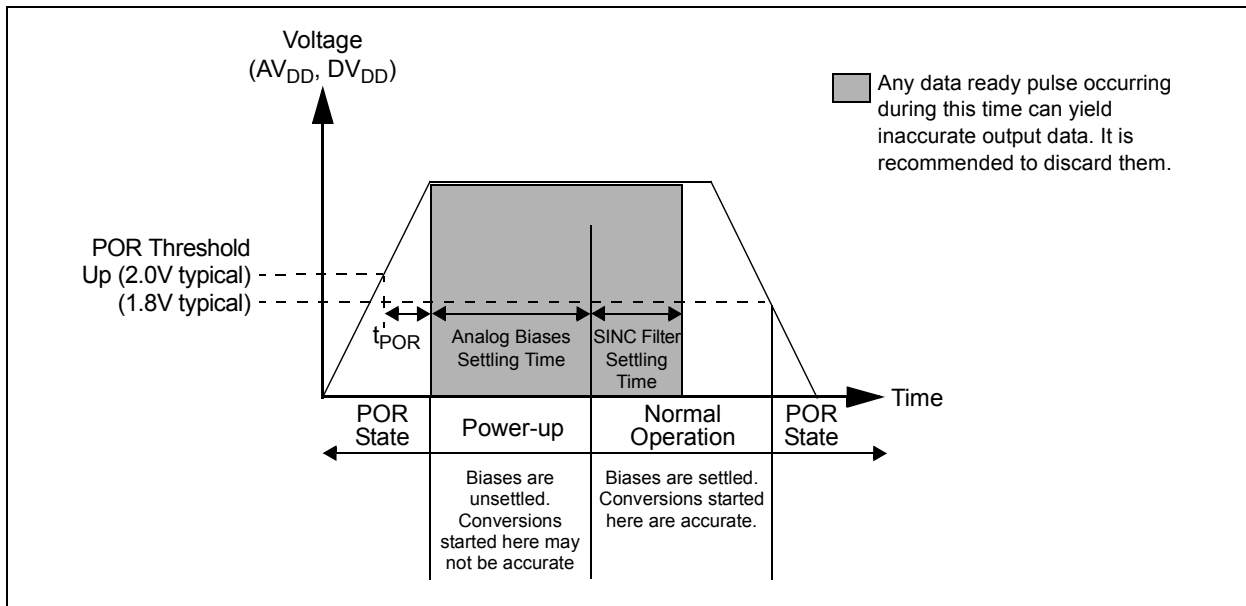 Voltage
(AVDD, DVDD)
Any data ready pulse occurring
during this time can yield
inaccurate output data. It is
recommended to discard them.
POR Threshold
Up (2.0V typical)
(1.8V typical)
tPOR
Analog Biases
Settling Time
SINC Filter
Settling
Time
Time
POR
State
Power-up
Normal
Operation
POR
State
Biases are
unsettled.
Conversions
started here may
not be accurate
Biases are settled.
Conversions started
here are accurate.